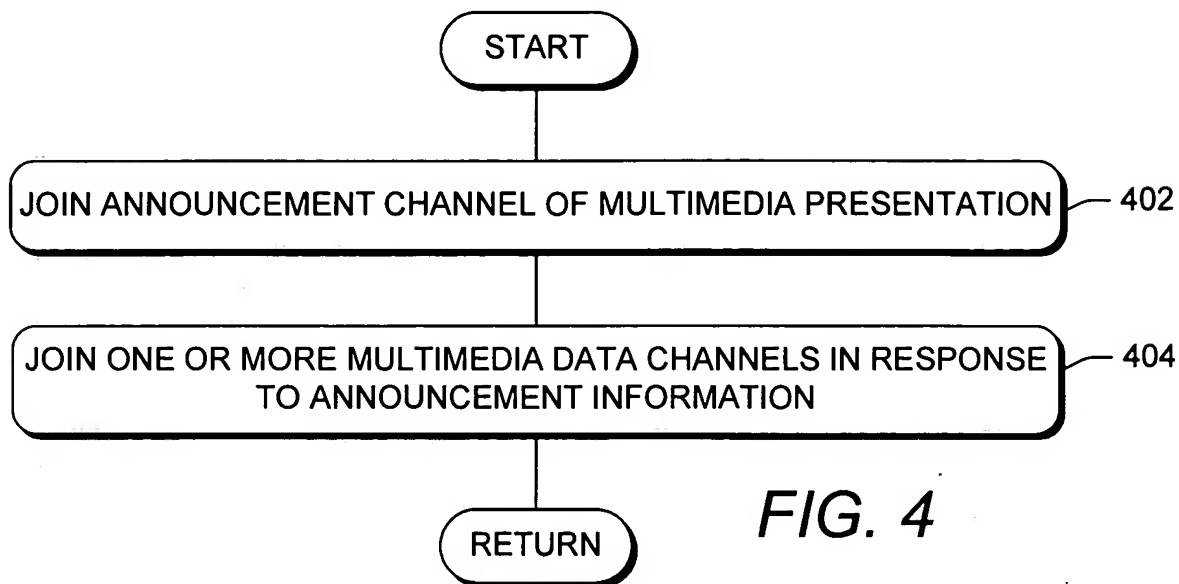 START
JOIN ANNOUNCEMENT CHANNEL OF MULTIMEDIA PRESENTATION
402
JOIN ONE OR MORE MULTIMEDIA DATA CHANNELS IN RESPONSE
TO ANNOUNCEMENT INFORMATION
404
RETURN
FIG. 4